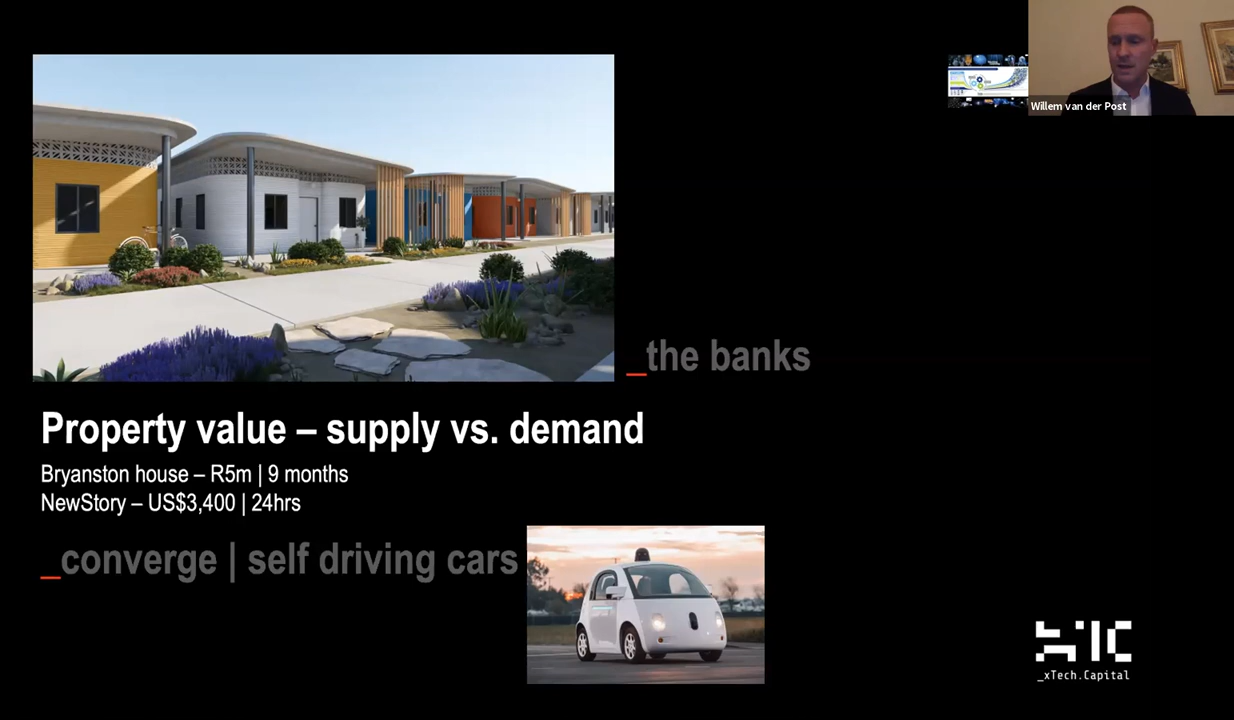 Willem van der Post
_the banks
Property value – supply vs. demand
Bryanston house – R5m | 9 months
NewStory – US$3,400 | 24hrs
_converge | self driving cars
_xTech.Capital